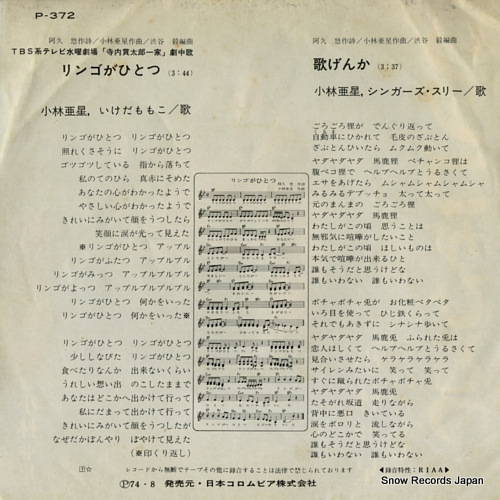 P-372
阿久 悠作詩／小林亜星作曲／渋谷 毅編曲
TBS系テレビ水曜劇場「寺内貫太郎一家」劇中歌
リンゴがひとつ (3:44)
小林亜星, いけだももこ／歌
リンゴがひとつ リンゴがひとつ
照れくさそうに リンゴがひとつ
ゴツゴツしている 指から落ちて
私のてのひら 真赤にそめた
あなたの心がわかったようで
やさしい心がわかったようで
きれいにみがいて顔をうつしたら
笑顔に涙が光って見えた
※リンゴがひとつ アップル
リンゴがふたつ アップルプル
リンゴがみっつ アップルプルプル
リンゴがよっつ アップルプルプルプル
リンゴがひとつ 何かをいった
リンゴがひとつ 何かをいった※
リンゴがひとつ リンゴがひとつ
少ししなびた リンゴがひとつ
食べたりなんか 出来ないくらい
うれしい想い出 のこしたままで
あなたはどこかへ出かけて行って
私にだまって出かけて行って
きれいにみがいて顔をうつしたが
なぜだかぼんやり ぼやけて見えた
(※印くり返し)
リンゴがひとつ
阿久 悠作詩／小林亜星作曲／渋谷 毅編曲
歌げんか (3:37)
小林亜星, シンガーズ・スリー／歌
ごろごろ狸が でんぐり返って
自動車にひかれて 毛皮のざぶとん
ざぶとんひいたら ムクムク動いて
ヤダヤダヤダ 馬鹿狸 ペチャンコ狸は
腹ペコ狸で ヘルプヘルプとうるさくて
エサをあげたら ムシャムシャムシャムシャ
みるみるデブッチョ 太って太って
元のまんまの ごろごろ狸
ヤダヤダヤダ 馬鹿狸
わたしがこの頃 思うことは
無邪気に喧嘩がしたいこと
わたしがこの頃 ほしいものは
本気で喧嘩が出来るひと
誰もそうだと思うけどな
誰もいわない 誰もいわない
ポチャポチャ兎が お化粧ペタペタ
いろ目を使って ひじ鉄くらって
それでもあきずに シナシナ歩いて
ヤダヤダヤダ 馬鹿兎 ふられた兎は
恋人ほしくて ヘルプヘルプとうるさくて
見合いさせたら ケラケラケラケラ
サイレンみたいに 笑って 笑って
すぐに嫌られたポチャポチャ兎
ヤダヤダヤダ 馬鹿兎
たそがれ坂道 走りながら
背中に悪口 きいている
涙をポロリと 流しながら
心のどこかで 笑ってる
誰もそうだと思うけどな
誰もいわない 誰もいわない
レコードから無断でテープその他に録音することは法律で禁じられております
◀録音特性：RIAA▶
Ⓟ74・8 発売元・日本コロムビア株式会社
Snow Records Japan